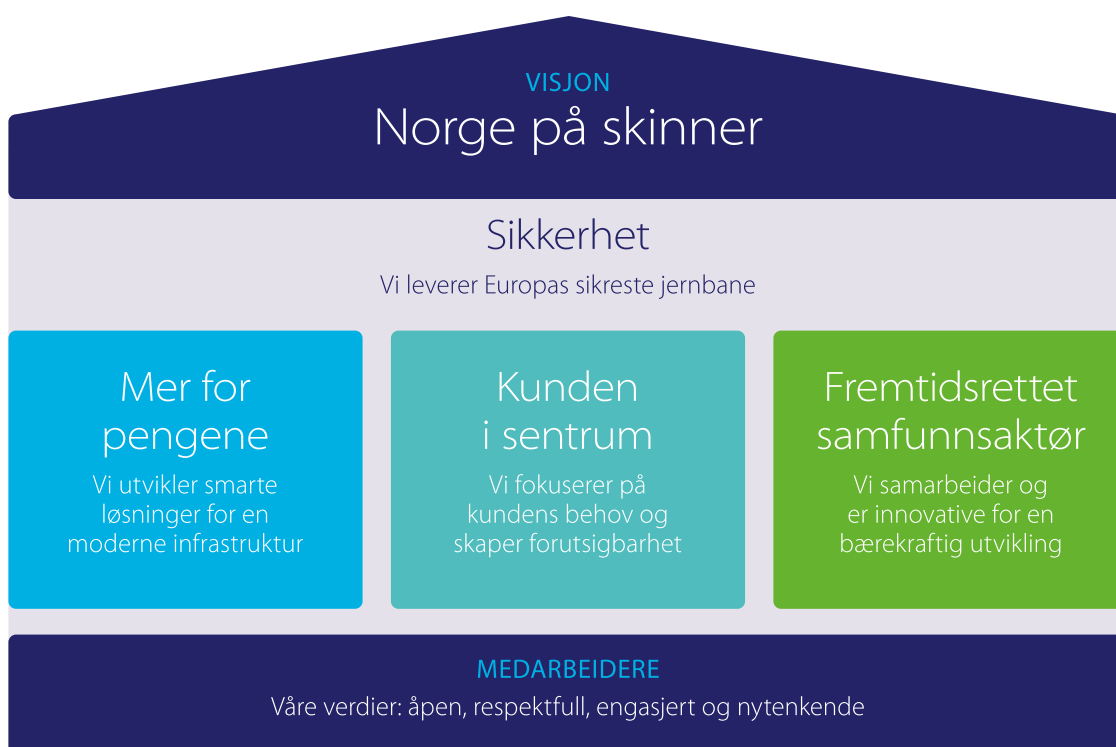 VISJON
Norge på skinner
Sikkerhet
Vi leverer Europas sikreste jernbane
Mer for
pengene
Vi utvikler smarte
løsninger for en
moderne infrastruktur
Kunden
i sentrum
Vi fokuserer på
kundens behov og
skaper forutsigbarhet
Fremtidsrettet
samfunnsaktør
Vi samarbeider og
er innovative for en
bærekraftig utvikling
MEDARBEIDERE
Våre verdier: åpen, respektfull, engasjert og nytenkende